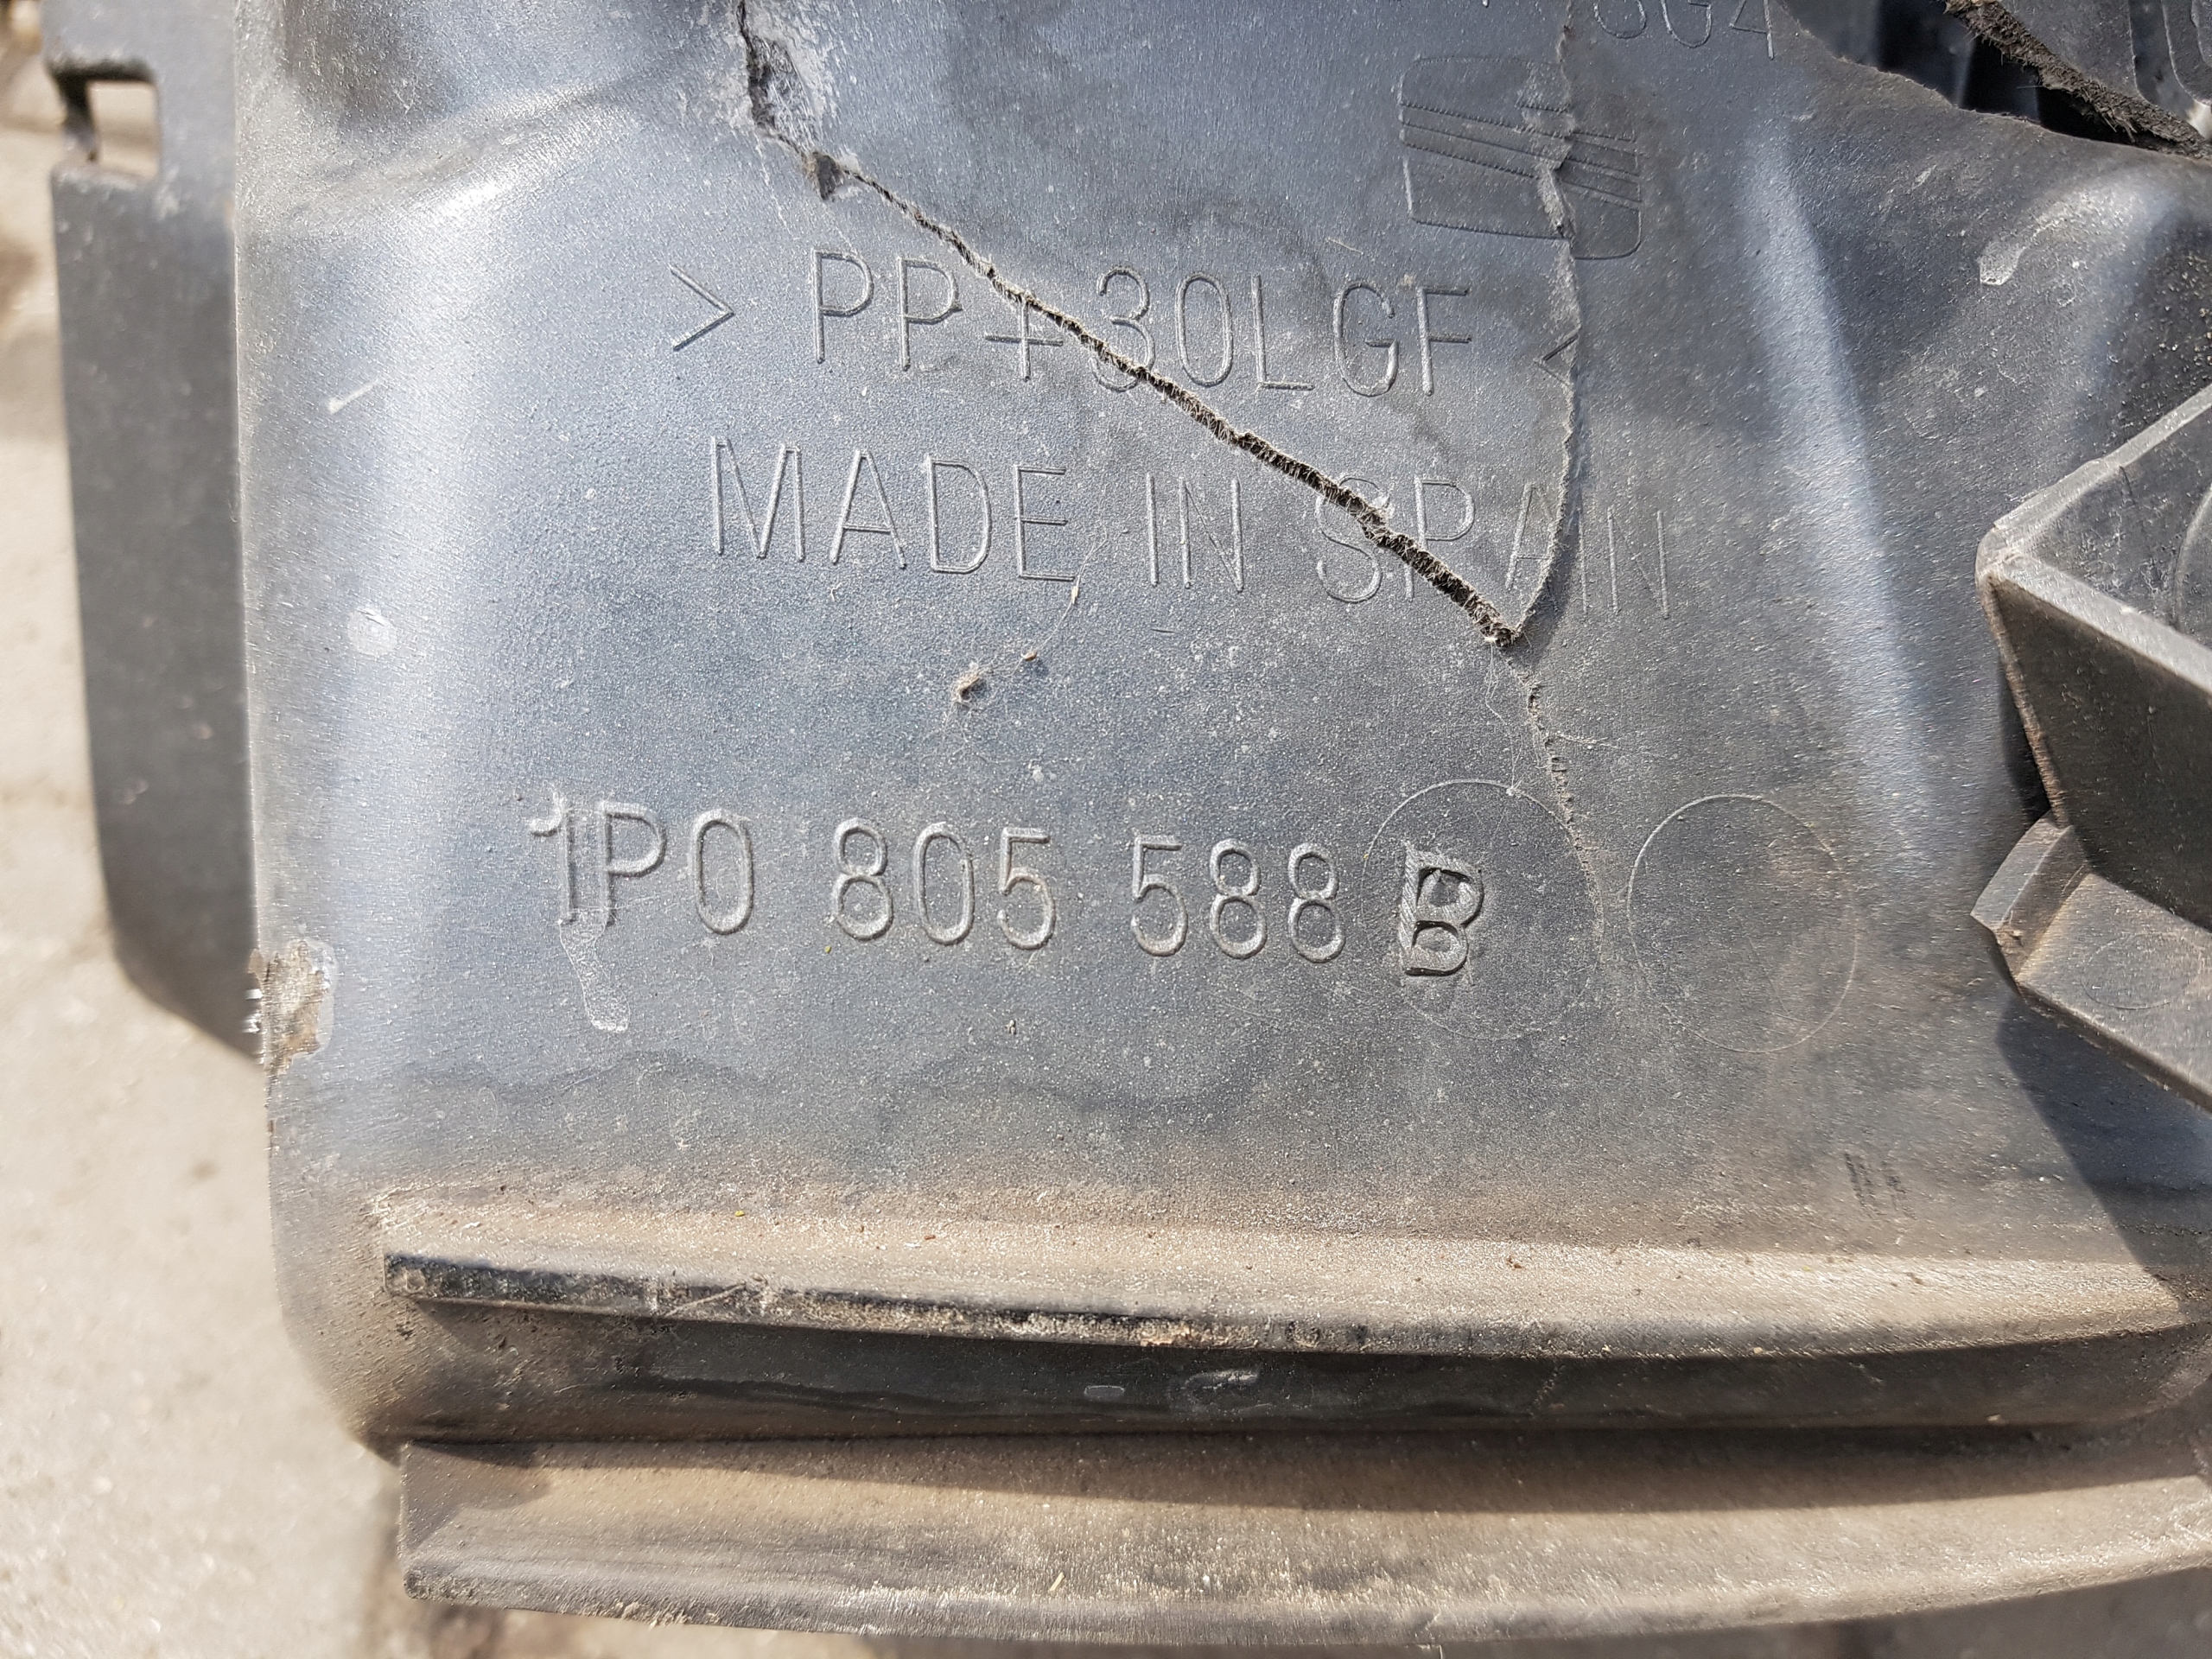 > PP+30LGF <
MADE IN SPAIN
1P0 805 588 B